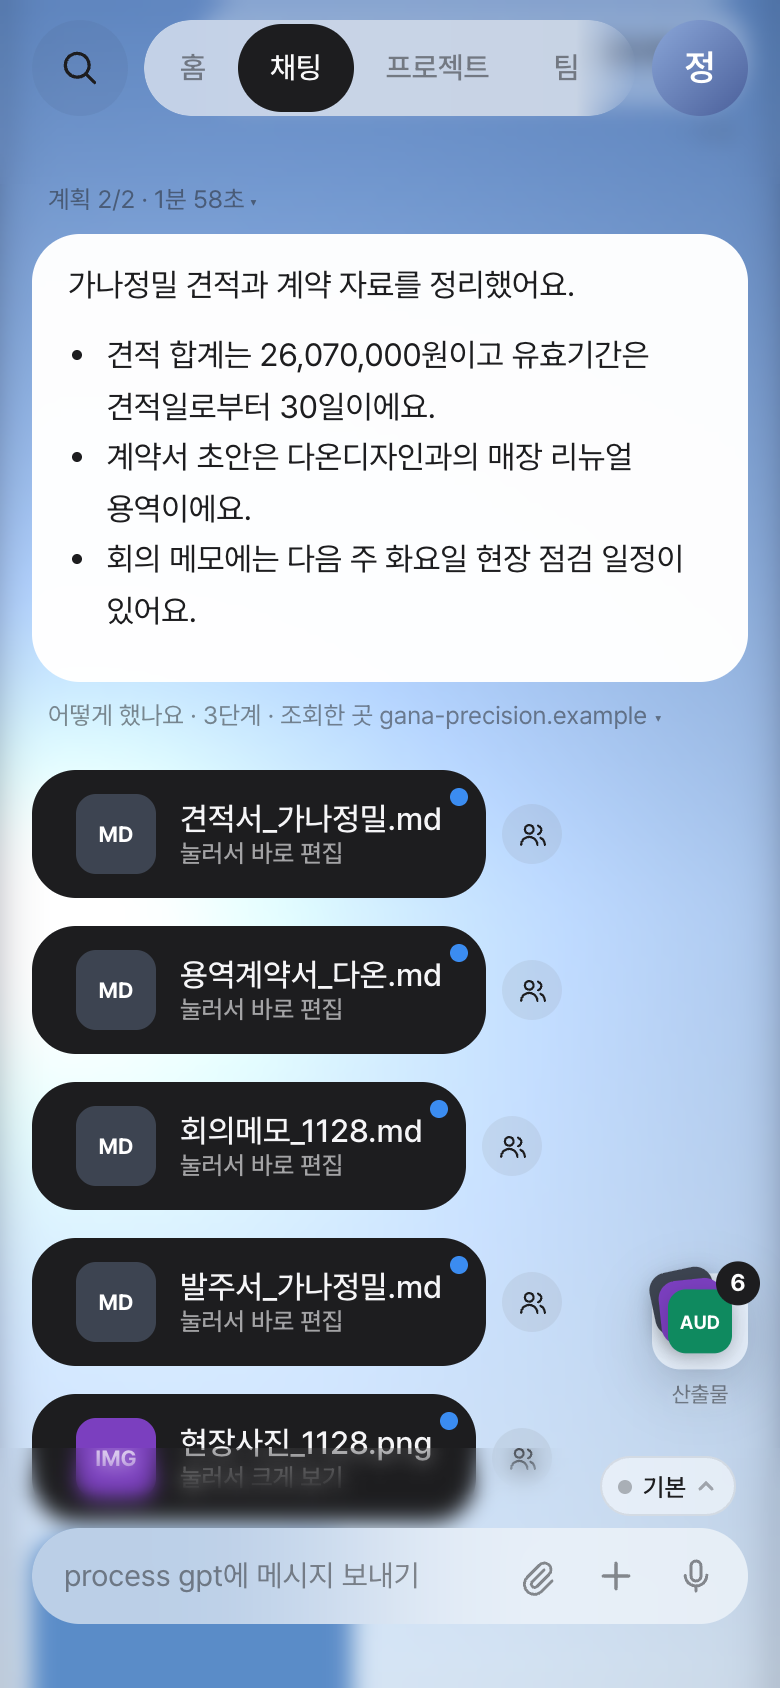 홈 채팅 프로젝트 팀 정
계획 2/2 · 1분 58초
가나정밀 견적과 계약 자료를 정리했어요.
• 견적 합계는 26,070,000원이고 유효기간은
견적일로부터 30일이에요.
• 계약서 초안은 다온디자인과의 매장 리뉴얼
용역이에요.
• 회의 메모에는 다음 주 화요일 현장 점검 일정이
있어요.
어떻게 했나요 · 3단계 · 조회한 곳 gana-precision.example
MD 견적서_가나정밀.md
눌러서 바로 편집
MD 용역계약서_다온.md
눌러서 바로 편집
MD 회의메모_1128.md
눌러서 바로 편집
MD 발주서_가나정밀.md
눌러서 바로 편집
6
AUD
산출물
IMG 현장사진_1128.png
눌러서 크게 보기
기본
process gpt에 메시지 보내기